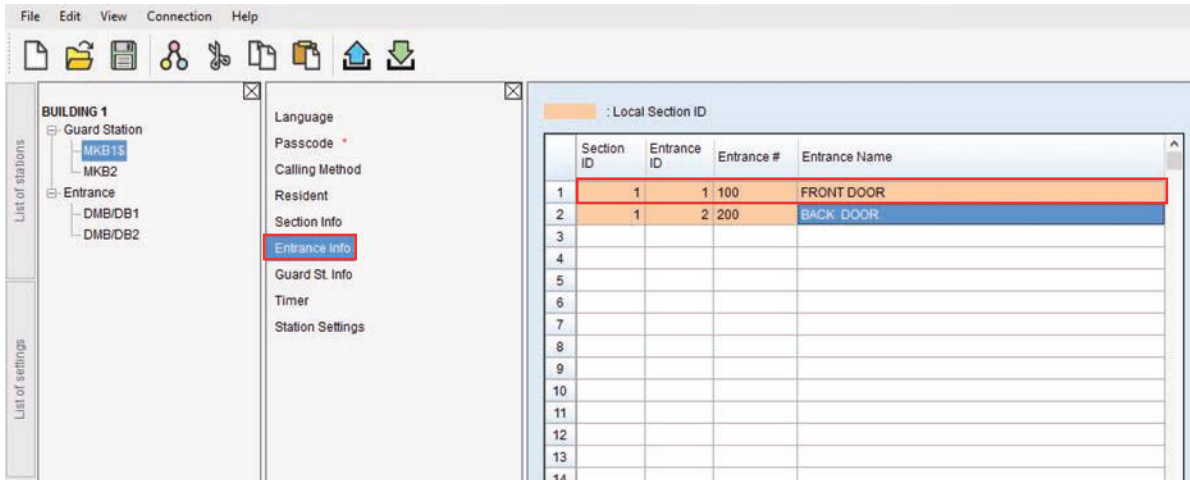 File Edit View Connection Help
List of stations
List of settings
BUILDING 1
Guard Station
MKB1$
MKB2
Entrance
DMB/DB1
DMB/DB2
Language
Passcode *
Calling Method
Resident
Section Info
Entrance Info
Guard St. Info
Timer
Station Settings
: Local Section ID
Section ID Entrance ID Entrance # Entrance Name
1 1 1 100 FRONT DOOR
2 1 2 200 BACK DOOR
3
4
5
6
7
8
9
10
11
12
13
14